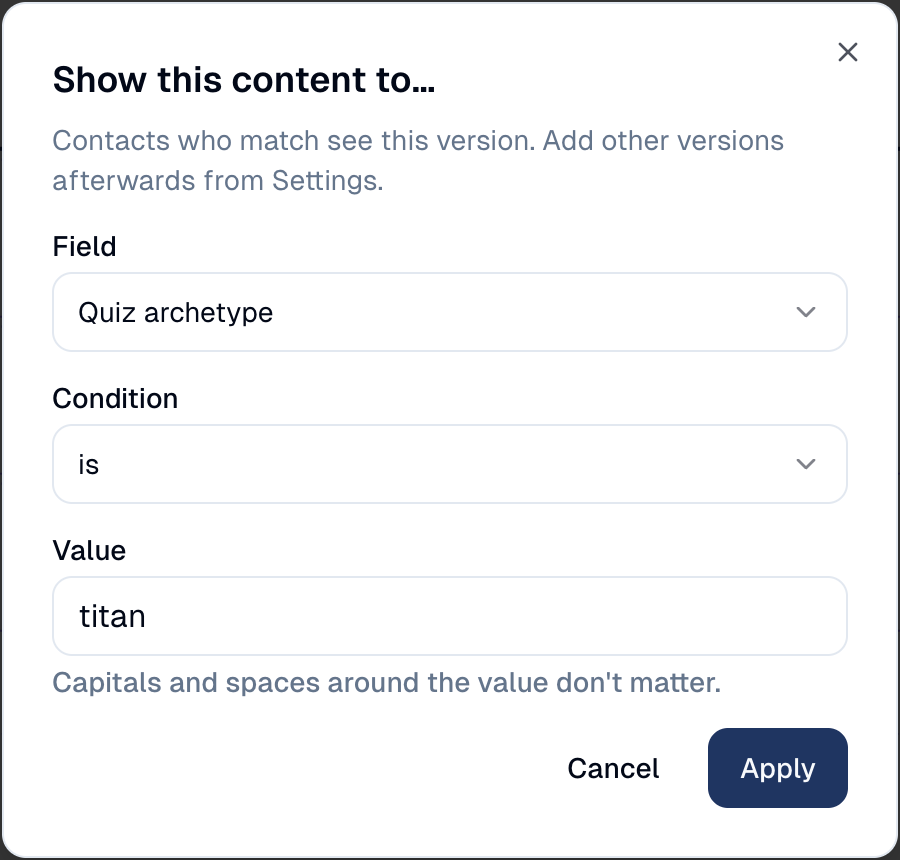 Show this content to...
Contacts who match see this version. Add other versions
afterwards from Settings.
Field
Quiz archetype
Condition
is
Value
titan
Capitals and spaces around the value don't matter.
Cancel
Apply